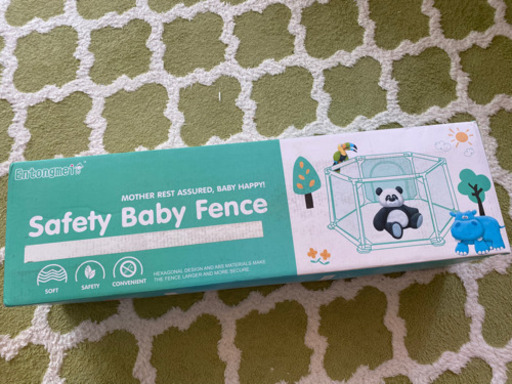 Entongmei
MOTHER REST ASSURED, BABY HAPPY!
Safety Baby Fence
SOFT
SAFETY
CONVENIENT
HEXAGONAL DESIGN AND ABS MATERIALS MAKE
THE FENCE LARGER AND MORE SECURE.